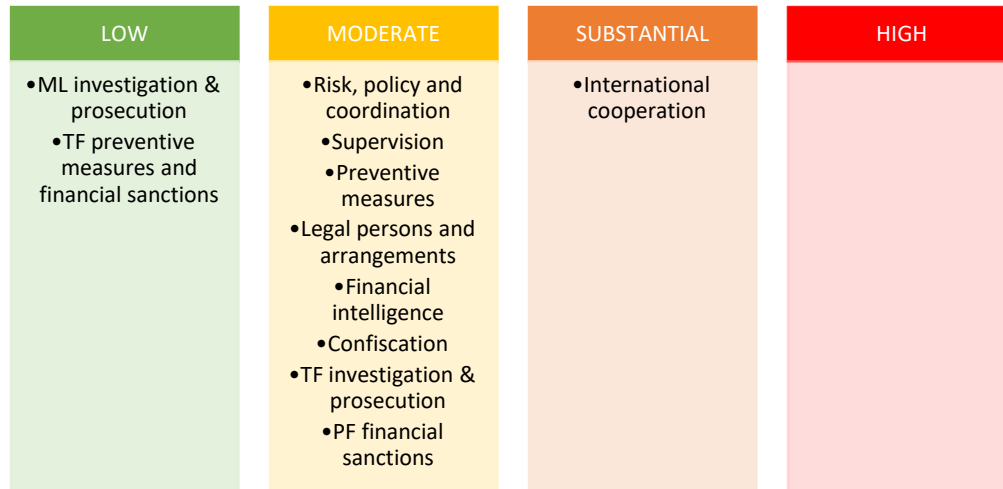 LOW
•ML investigation &
prosecution
•TF preventive
measures and
financial sanctions
MODERATE
•Risk, policy and
coordination
•Supervision
•Preventive
measures
•Legal persons and
arrangements
•Financial
intelligence
•Confiscation
•TF investigation &
prosecution
•PF financial
sanctions
SUBSTANTIAL
•International
cooperation
HIGH